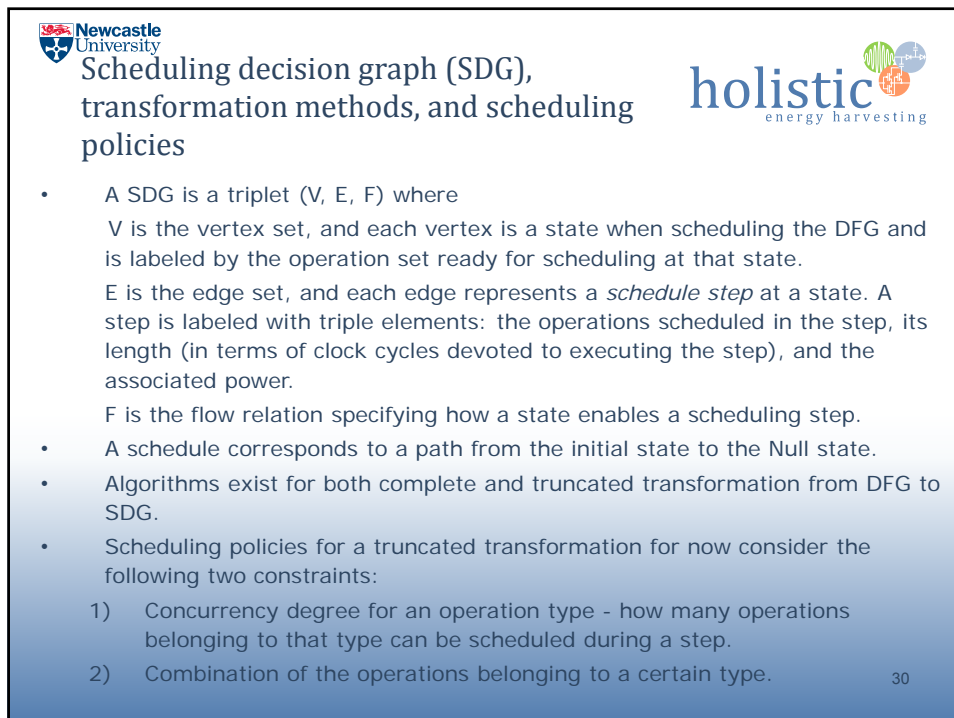 Newcastle
University
Scheduling decision graph (SDG),
transformation methods, and scheduling
policies
holistic
energy harvesting
• A SDG is a triplet (V, E, F) where
V is the vertex set, and each vertex is a state when scheduling the DFG and
is labeled by the operation set ready for scheduling at that state.
E is the edge set, and each edge represents a schedule step at a state. A
step is labeled with triple elements: the operations scheduled in the step, its
length (in terms of clock cycles devoted to executing the step), and the
associated power.
F is the flow relation specifying how a state enables a scheduling step.
• A schedule corresponds to a path from the initial state to the Null state.
• Algorithms exist for both complete and truncated transformation from DFG to
SDG.
• Scheduling policies for a truncated transformation for now consider the
following two constraints:
1) Concurrency degree for an operation type - how many operations
belonging to that type can be scheduled during a step.
2) Combination of the operations belonging to a certain type.
30